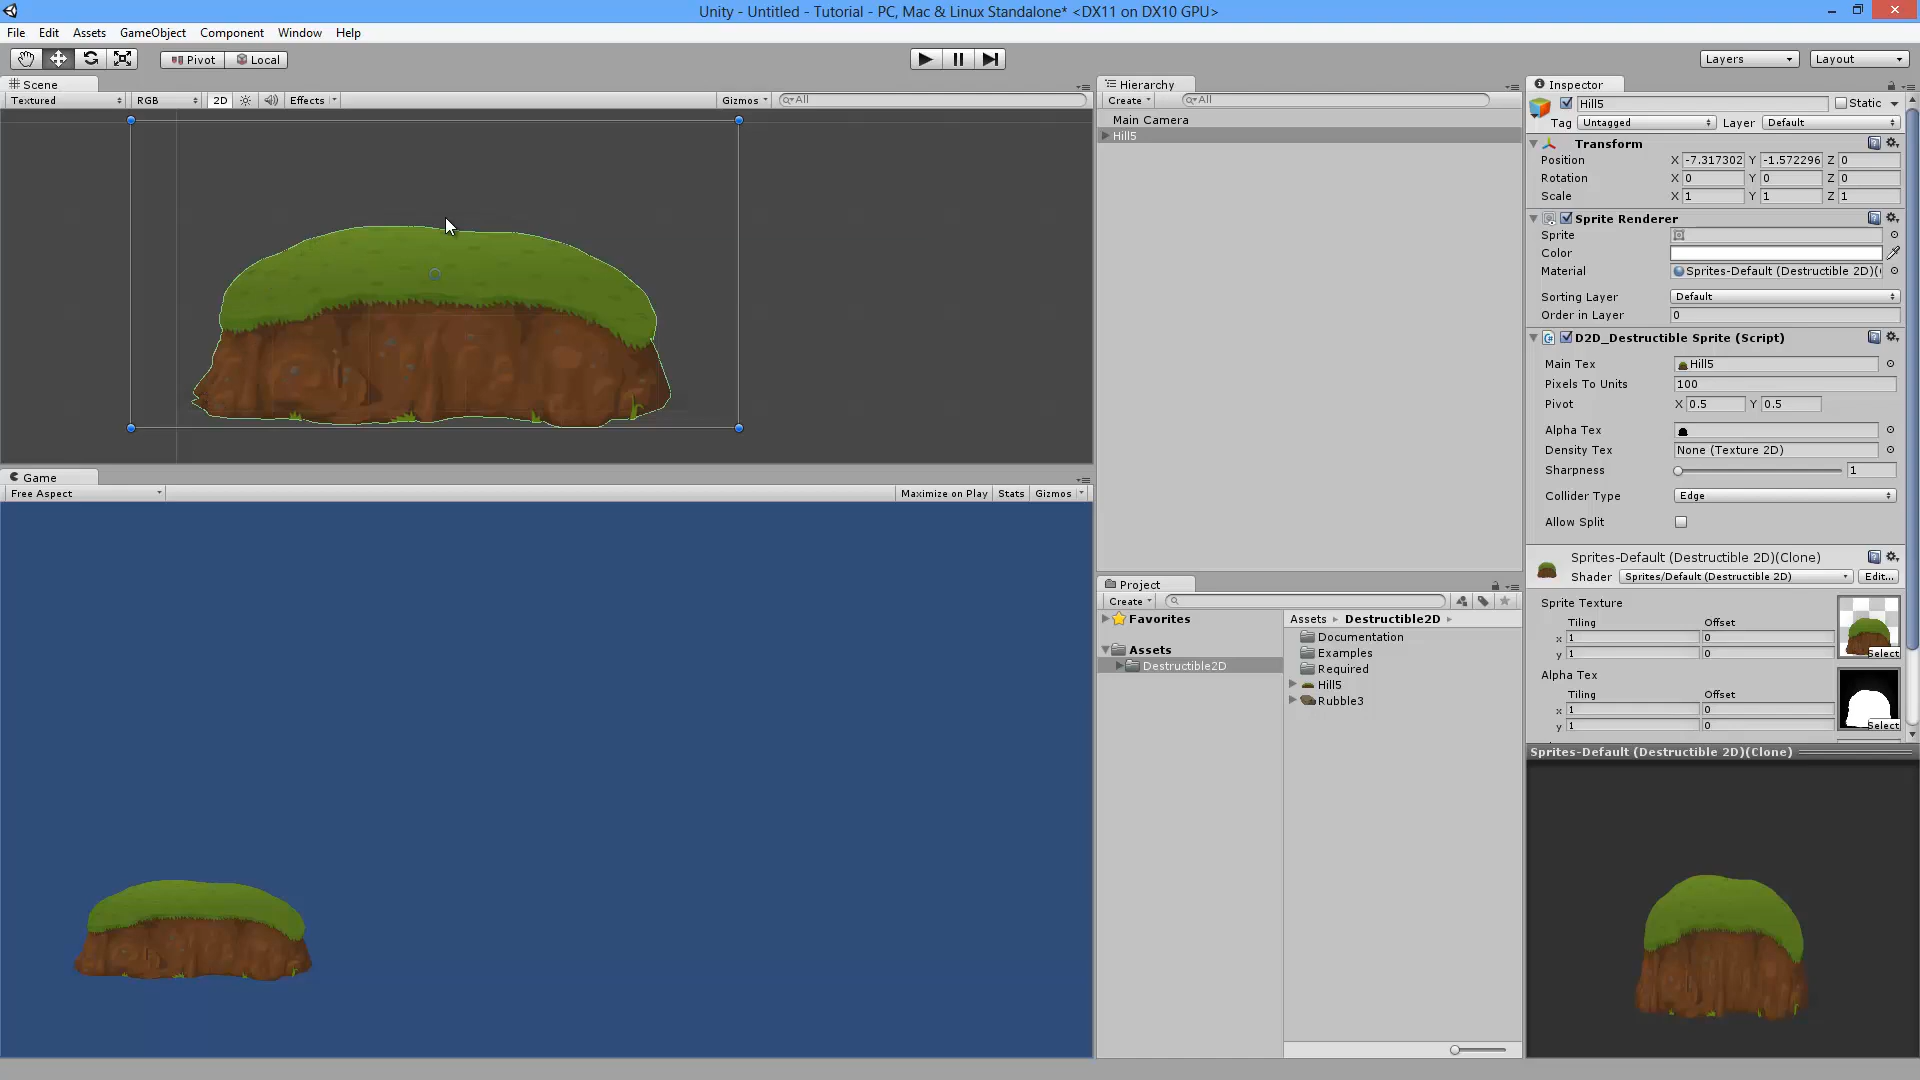 Unity - Untitled - Tutorial - PC, Mac & Linux Standalone* <DX11 on DX10 GPU>
File Edit Assets GameObject Component Window Help
Pivot Local Layers Layout
Scene
Textured RGB 2D Effects Gizmos All
Game
Free Aspect Maximize on Play Stats Gizmos
Hierarchy
Create All
Main Camera
Hill5
Project
Create
Favorites
Assets
Destructible2D
Assets Destructible2D
Documentation
Examples
Required
Hill5
Rubble3
Inspector
Hill5 Static
Tag Untagged Layer Default
Transform
Position X -7.317302 Y -1.572296 Z 0
Rotation X 0 Y 0 Z 0
Scale X 1 Y 1 Z 1
Sprite Renderer
Sprite
Color
Material Sprites-Default (Destructible 2D)(
Sorting Layer Default
Order in Layer 0
D2D_Destructible Sprite (Script)
Main Tex Hill5
Pixels To Units 100
Pivot X 0.5 Y 0.5
Alpha Tex
Density Tex None (Texture 2D)
Sharpness 1
Collider Type Edge
Allow Split
Sprites-Default (Destructible 2D)(Clone)
Shader Sprites/Default (Destructible 2D) Edit...
Sprite Texture
Tiling Offset
x 1 0
y 1 0 Select
Alpha Tex
Tiling Offset
x 1 0
y 1 0 Select
Sprites-Default (Destructible 2D)(Clone)